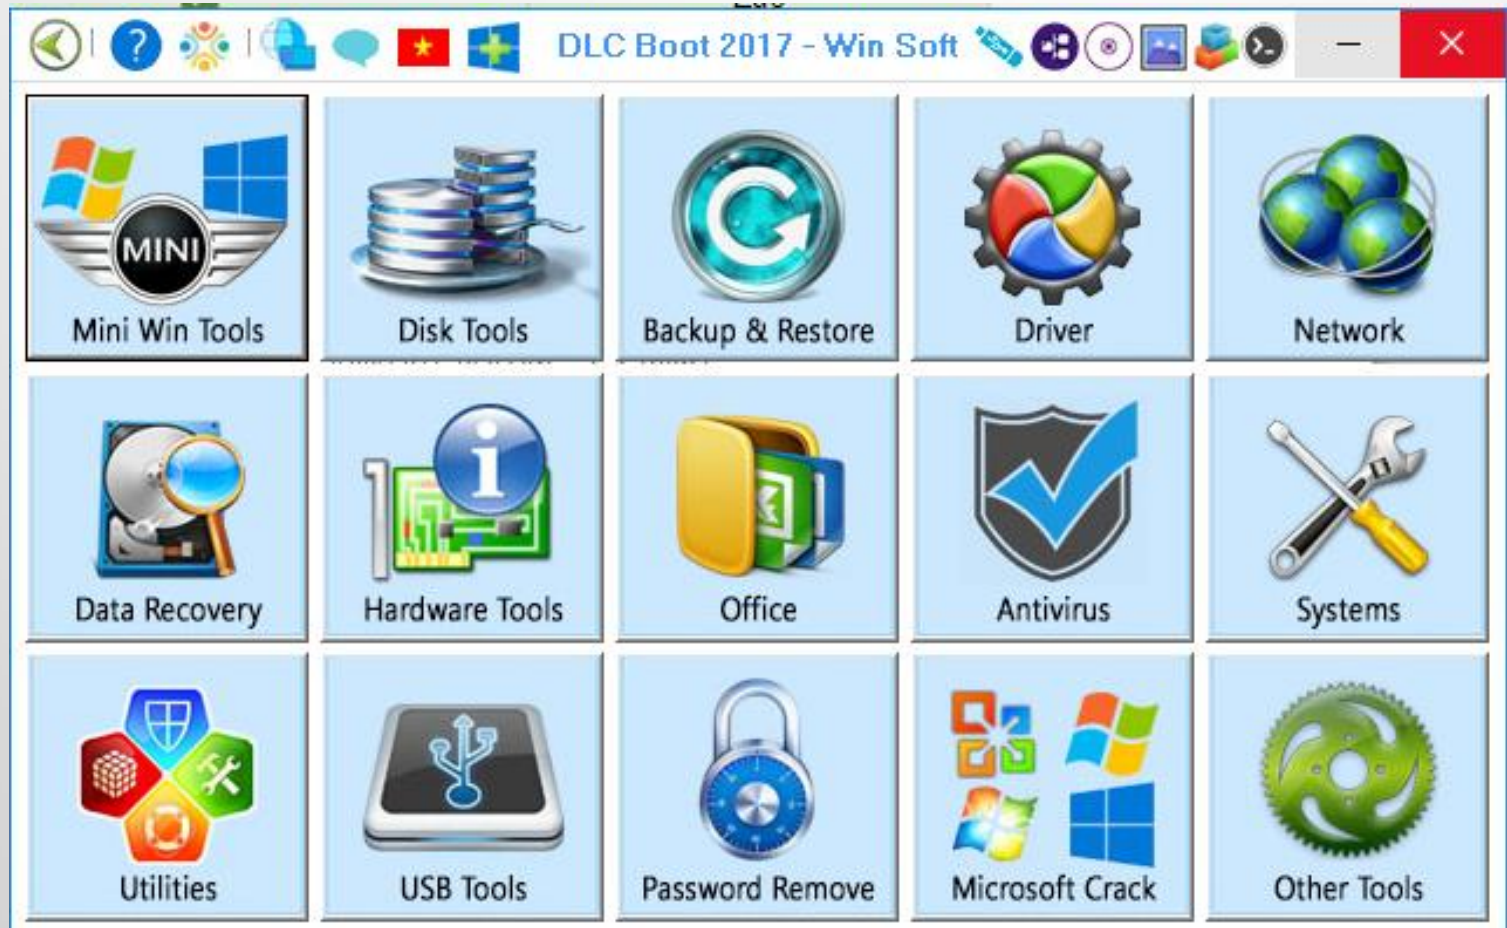 DLC Boot 2017 - Win Soft
MINI
Mini Win Tools
Disk Tools
Backup & Restore
Driver
Network
Data Recovery
Hardware Tools
Office
Antivirus
Systems
Utilities
USB Tools
Password Remove
Microsoft Crack
Other Tools